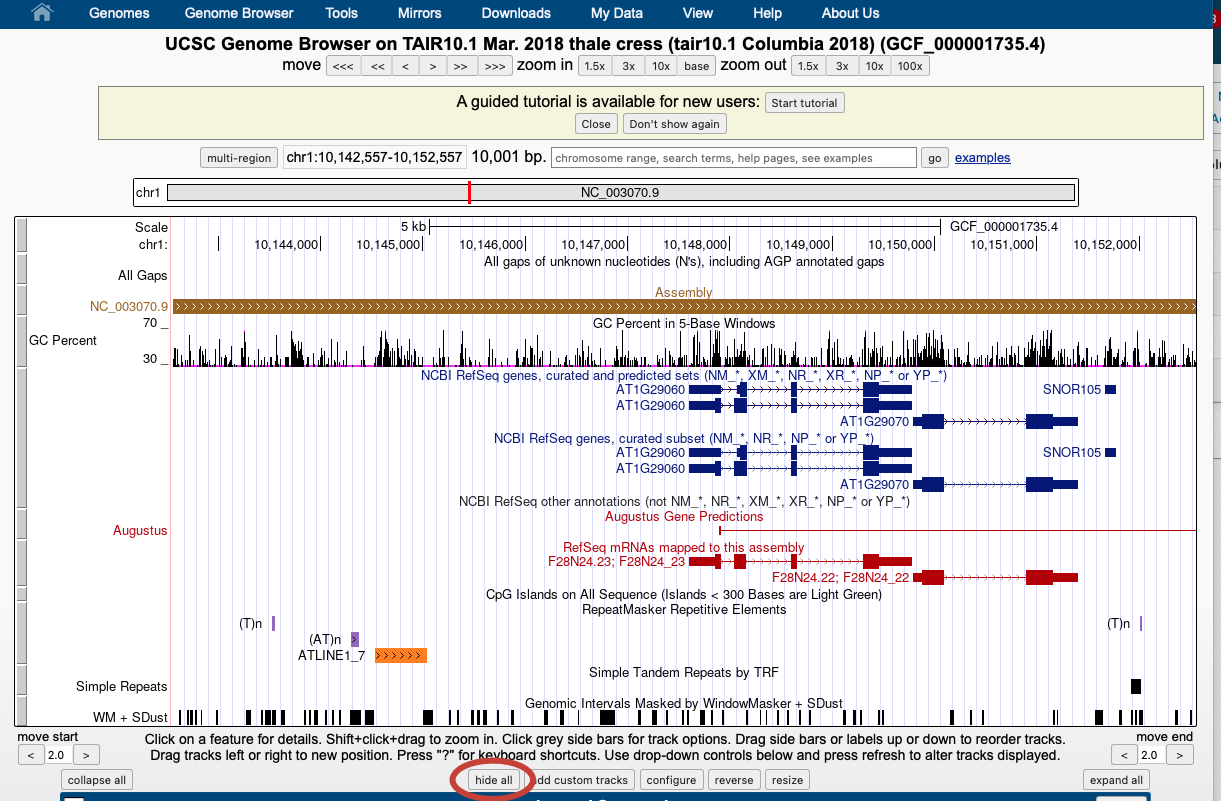 Genomes Genome Browser Tools Mirrors Downloads My Data View Help About Us
UCSC Genome Browser on TAIR10.1 Mar. 2018 thale cress (tair10.1 Columbia 2018) (GCF_000001735.4)
move <<< << < > >> >>> zoom in 1.5x 3x 10x base zoom out 1.5x 3x 10x 100x
A guided tutorial is available for new users: Start tutorial
Close Don't show again
multi-region chr1:10,142,557-10,152,557 10,001 bp. chromosome range, search terms, help pages, see examples go examples
chr1 NC_003070.9
Scale 5 kb GCF_000001735.4
chr1: 10,144,000 10,145,000 10,146,000 10,147,000 10,148,000 10,149,000 10,150,000 10,151,000 10,152,000
All gaps of unknown nucleotides (N's), including AGP annotated gaps
All Gaps
Assembly
NC_003070.9
70 _ GC Percent in 5-Base Windows
GC Percent
30 _
NCBI RefSeq genes, curated and predicted sets (NM_*, XM_*, NR_*, XR_*, NP_* or YP_*)
AT1G29060 SNOR105
AT1G29060
AT1G29070
NCBI RefSeq genes, curated subset (NM_*, NR_*, NP_* or YP_*)
AT1G29060 SNOR105
AT1G29060
AT1G29070
NCBI RefSeq other annotations (not NM_*, NR_*, XM_*, XR_*, NP_* or YP_*)
Augustus Gene Predictions
Augustus
RefSeq mRNAs mapped to this assembly
F28N24.23; F28N24_23
F28N24.22; F28N24_22
CpG Islands on All Sequence (Islands < 300 Bases are Light Green)
RepeatMasker Repetitive Elements
(T)n (T)n
(AT)n
ATLINE1_7
Simple Tandem Repeats by TRF
Simple Repeats
Genomic Intervals Masked by WindowMasker + SDust
WM + SDust
move start Click on a feature for details. Shift+click+drag to zoom in. Click grey side bars for track options. Drag side bars or labels up or down to reorder tracks. move end
< 2.0 > Drag tracks left or right to new position. Press "?" for keyboard shortcuts. Use drop-down controls below and press refresh to alter tracks displayed. < 2.0 >
collapse all hide all add custom tracks configure reverse resize expand all